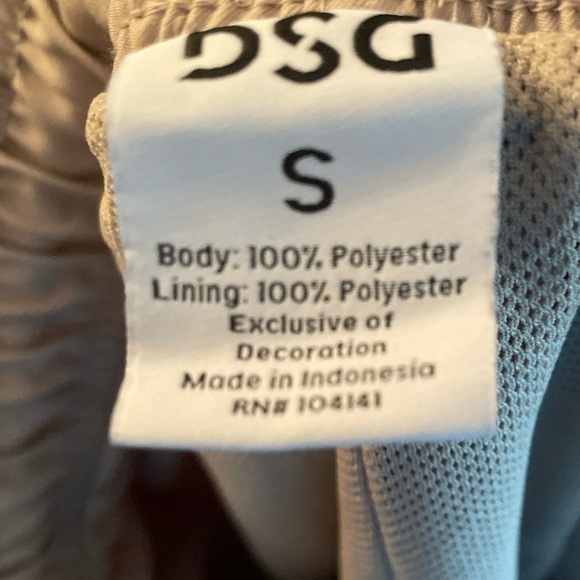 DSG
S
Body: 100% Polyester
Lining: 100% Polyester
Exclusive of
Decoration
Made in Indonesia
RN# 104141